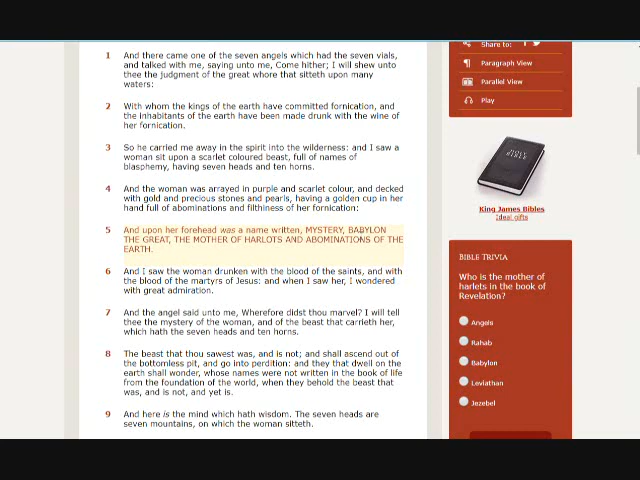 1 And there came one of the seven angels which had the seven vials,
and talked with me, saying unto me, Come hither; I will shew unto
thee the judgment of the great whore that sitteth upon many
waters:
2 With whom the kings of the earth have committed fornication, and
the inhabitants of the earth have been made drunk with the wine of
her fornication.
3 So he carried me away in the spirit into the wilderness: and I saw a
woman sit upon a scarlet coloured beast, full of names of
blasphemy, having seven heads and ten horns.
4 And the woman was arrayed in purple and scarlet colour, and decked
with gold and precious stones and pearls, having a golden cup in her
hand full of abominations and filthiness of her fornication:
5 And upon her forehead was a name written, MYSTERY, BABYLON
THE GREAT, THE MOTHER OF HARLOTS AND ABOMINATIONS OF THE
EARTH.
6 And I saw the woman drunken with the blood of the saints, and with
the blood of the martyrs of Jesus: and when I saw her, I wondered
with great admiration.
7 And the angel said unto me, Wherefore didst thou marvel? I will tell
thee the mystery of the woman, and of the beast that carrieth her,
which hath the seven heads and ten horns.
8 The beast that thou sawest was, and is not; and shall ascend out of
the bottomless pit, and go into perdition: and they that dwell on the
earth shall wonder, whose names were not written in the book of life
from the foundation of the world, when they behold the beast that
was, and is not, and yet is.
9 And here is the mind which hath wisdom. The seven heads are
seven mountains, on which the woman sitteth.
Share to:
Paragraph View
Parallel View
Play
HOLY
BIBLE
King James Bibles
Ideal gifts
BIBLE TRIVIA
Who is the mother of
harlets in the book of
Revelation?
Angels
Rahab
Babylon
Leviathan
Jezebel